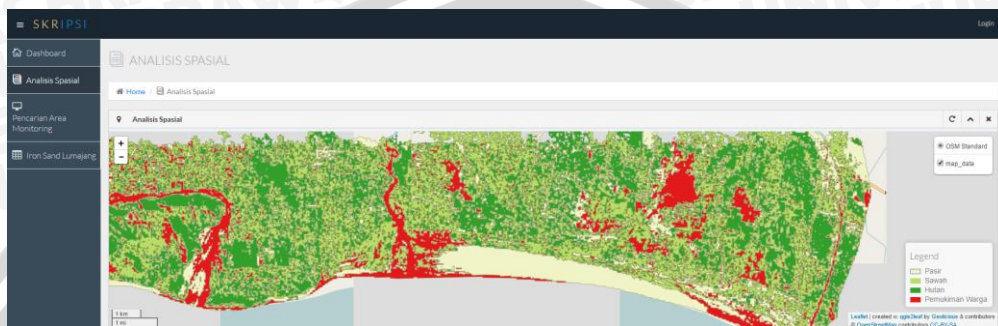 ≡ SKRIPSI
Login
Dashboard
ANALISIS SPASIAL
Analisis Spasial
Home / Analisis Spasial
Pencarian Area
Monitoring
Analisis Spasial
Iron Sand Lumajang
+
-
OSM Standard
map_data
Legend
Pasir
Sawah
Hutan
Pemukiman Warga
1 km
1 mi
Leaflet | created w. qgis2leaf by Geolicious & contributors
© OpenStreetMap contributors CC-BY-SA